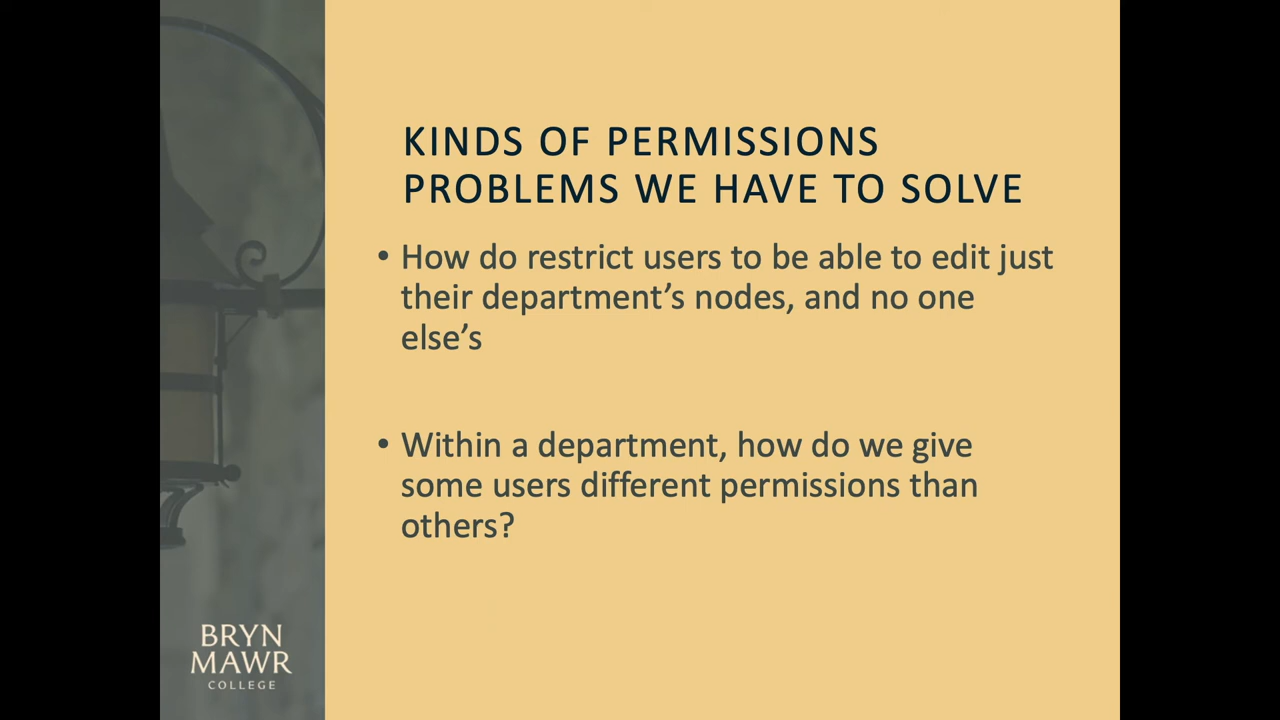 KINDS OF PERMISSIONS
PROBLEMS WE HAVE TO SOLVE
• How do restrict users to be able to edit just
their department’s nodes, and no one
else’s
• Within a department, how do we give
some users different permissions than
others?
BRYN
MAWR
COLLEGE